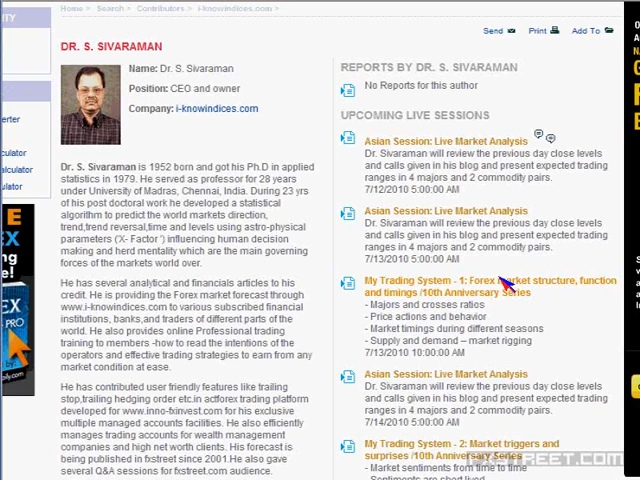 Home > Search > Contributors > i-knowindices.com >
Send
Print
Add To
DR. S. SIVARAMAN
Name: Dr. S. Sivaraman
Position: CEO and owner
Company: i-knowindices.com
Dr. S. Sivaraman is 1952 born and got his Ph.D in applied
statistics in 1979. He served as professor for 28 years
under University of Madras, Chennai, India. During 23 yrs
of his post doctoral work he developed a statistical
algorithm to predict the world markets direction,
trend,trend reversal,time and levels using astro-physical
parameters ('X- Factor ') influencing human decision
making and herd mentality which are the main governing
forces of the markets world over.
He has several analytical and financials articles to his
credit. He is providing the Forex market forecast through
www.i-knowindices.com to various subscribed financial
institutions, banks,and traders of different parts of the
world. He also provides online Professional trading
training to members -how to read the intentions of the
operators and effective trading strategies to earn from any
market condition at ease.
He has contributed user friendly features like trailing
stop,trailing hedging order etc.in actforex trading platform
developed for www.inno-fxinvest.com for his exclusive
multiple managed accounts facilities. He also efficiently
manages trading accounts for wealth management
companies and high net worth clients. His forecast is
being published in fxstreet since 2001.He also gave
several Q&A sessions for fxstreet.com audience.
REPORTS BY DR. S. SIVARAMAN
No Reports for this author
UPCOMING LIVE SESSIONS
Asian Session: Live Market Analysis
Dr. Sivaraman will review the previous day close levels
and calls given in his blog and present expected trading
ranges in 4 majors and 2 commodity pairs.
7/12/2010 5:00:00 AM
Asian Session: Live Market Analysis
Dr. Sivaraman will review the previous day close levels
and calls given in his blog and present expected trading
ranges in 4 majors and 2 commodity pairs.
7/13/2010 5:00:00 AM
My Trading System - 1: Forex market structure, function
and timings /10th Anniversary Series
- Majors and crosses ratios
- Price actions and behavior
- Market timings during different seasons
- Supply and demand – market rigging
7/13/2010 10:00:00 AM
Asian Session: Live Market Analysis
Dr. Sivaraman will review the previous day close levels
and calls given in his blog and present expected trading
ranges in 4 majors and 2 commodity pairs.
7/14/2010 5:00:00 AM
My Trading System - 2: Market triggers and
surprises /10th Anniversary Series
- Market sentiments from time to time
- Sentiments are short lived
FXSTREET.COM